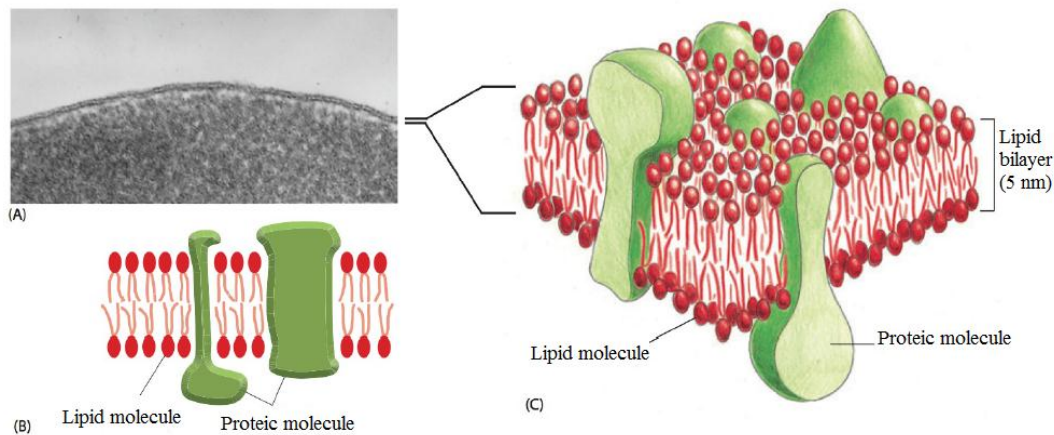 (A)
Lipid
bilayer
(5 nm)
Lipid molecule
Proteic molecule
(B)
Lipid molecule
Proteic molecule
(C)